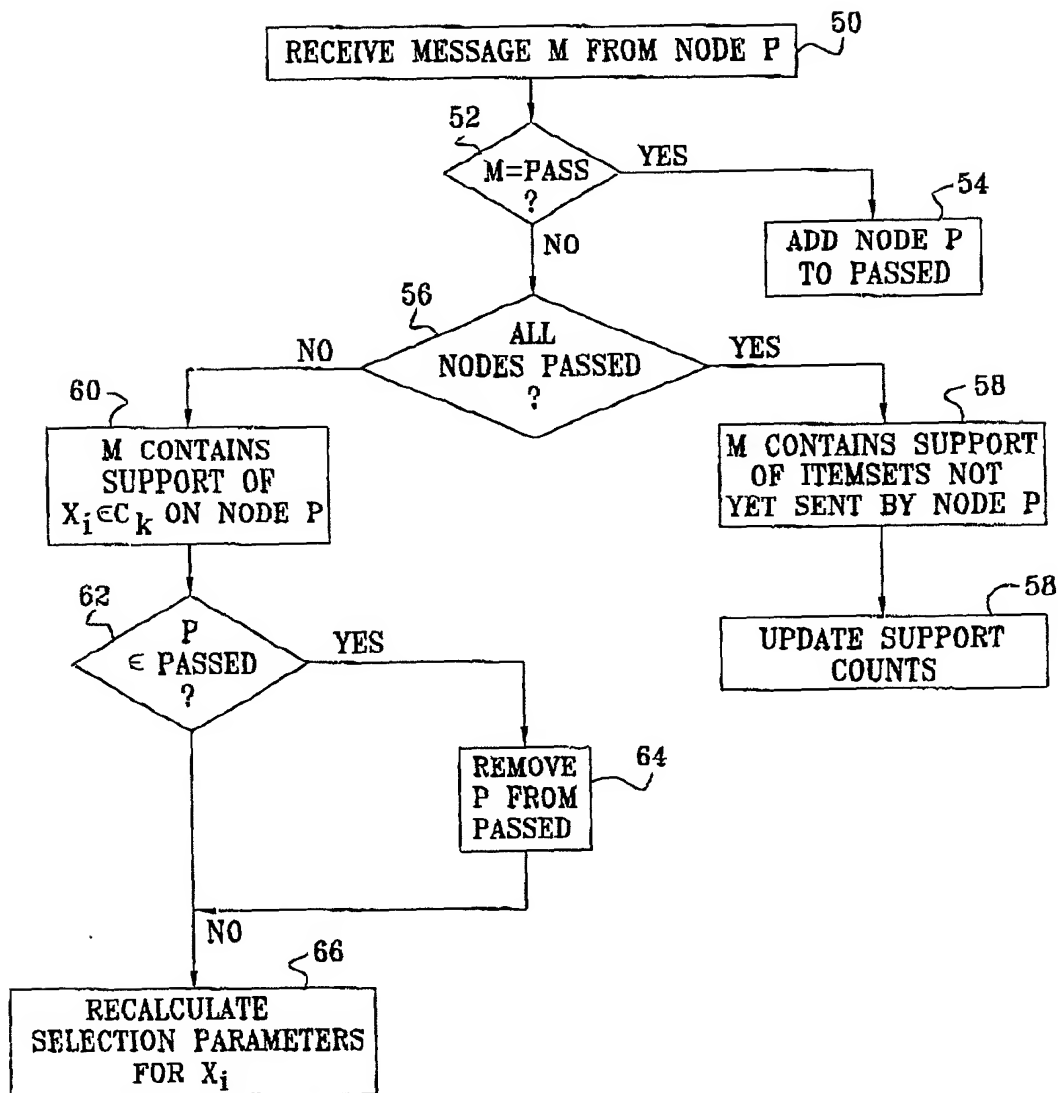 50
RECEIVE MESSAGE M FROM NODE P
52
M=PASS
?
YES
NO
54
ADD NODE P
TO PASSED
56
ALL
NODES PASSED
?
NO
YES
60
M CONTAINS
SUPPORT OF
Xi∈Ck ON NODE P
58
M CONTAINS SUPPORT
OF ITEMSETS NOT
YET SENT BY NODE P
62
P
∈ PASSED
?
YES
58
UPDATE SUPPORT
COUNTS
64
REMOVE
P FROM
PASSED
NO
66
RECALCULATE
SELECTION PARAMETERS
FOR Xi